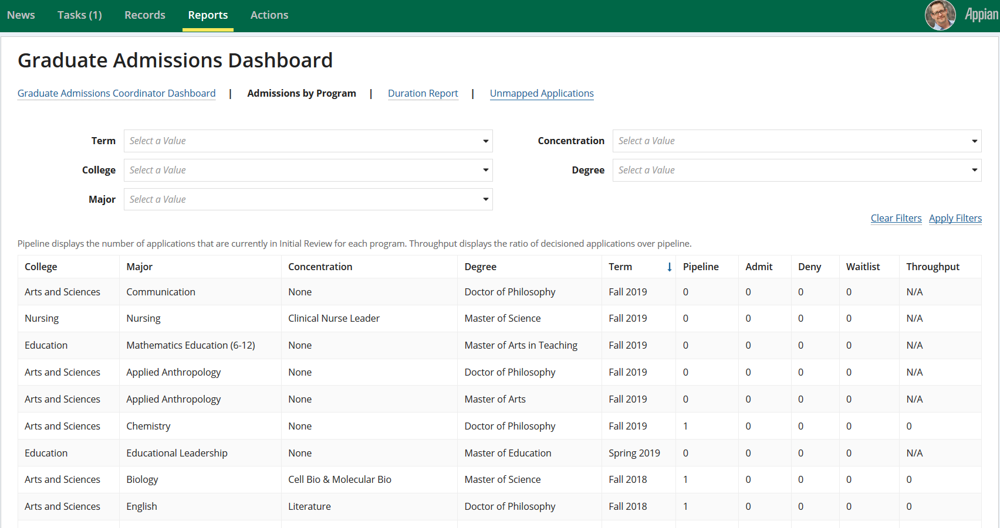 News Tasks (1) Records Reports Actions Appian
Graduate Admissions Dashboard
Graduate Admissions Coordinator Dashboard | Admissions by Program | Duration Report | Unmapped Applications
Term Select a Value Concentration Select a Value
College Select a Value Degree Select a Value
Major Select a Value
Clear Filters Apply Filters
Pipeline displays the number of applications that are currently in Initial Review for each program. Throughput displays the ratio of decisioned applications over pipeline.
College Major Concentration Degree Term Pipeline Admit Deny Waitlist Throughput
Arts and Sciences Communication None Doctor of Philosophy Fall 2019 0 0 0 0 N/A
Nursing Nursing Clinical Nurse Leader Master of Science Fall 2019 0 0 0 0 N/A
Education Mathematics Education (6-12) None Master of Arts in Teaching Fall 2019 0 0 0 0 N/A
Arts and Sciences Applied Anthropology None Doctor of Philosophy Fall 2019 0 0 0 0 N/A
Arts and Sciences Applied Anthropology None Master of Arts Fall 2019 0 0 0 0 N/A
Arts and Sciences Chemistry None Doctor of Philosophy Fall 2019 1 0 0 0 0
Education Educational Leadership None Master of Education Spring 2019 0 0 0 0 N/A
Arts and Sciences Biology Cell Bio & Molecular Bio Master of Science Fall 2018 1 0 0 0 0
Arts and Sciences English Literature Doctor of Philosophy Fall 2018 1 0 0 0 0